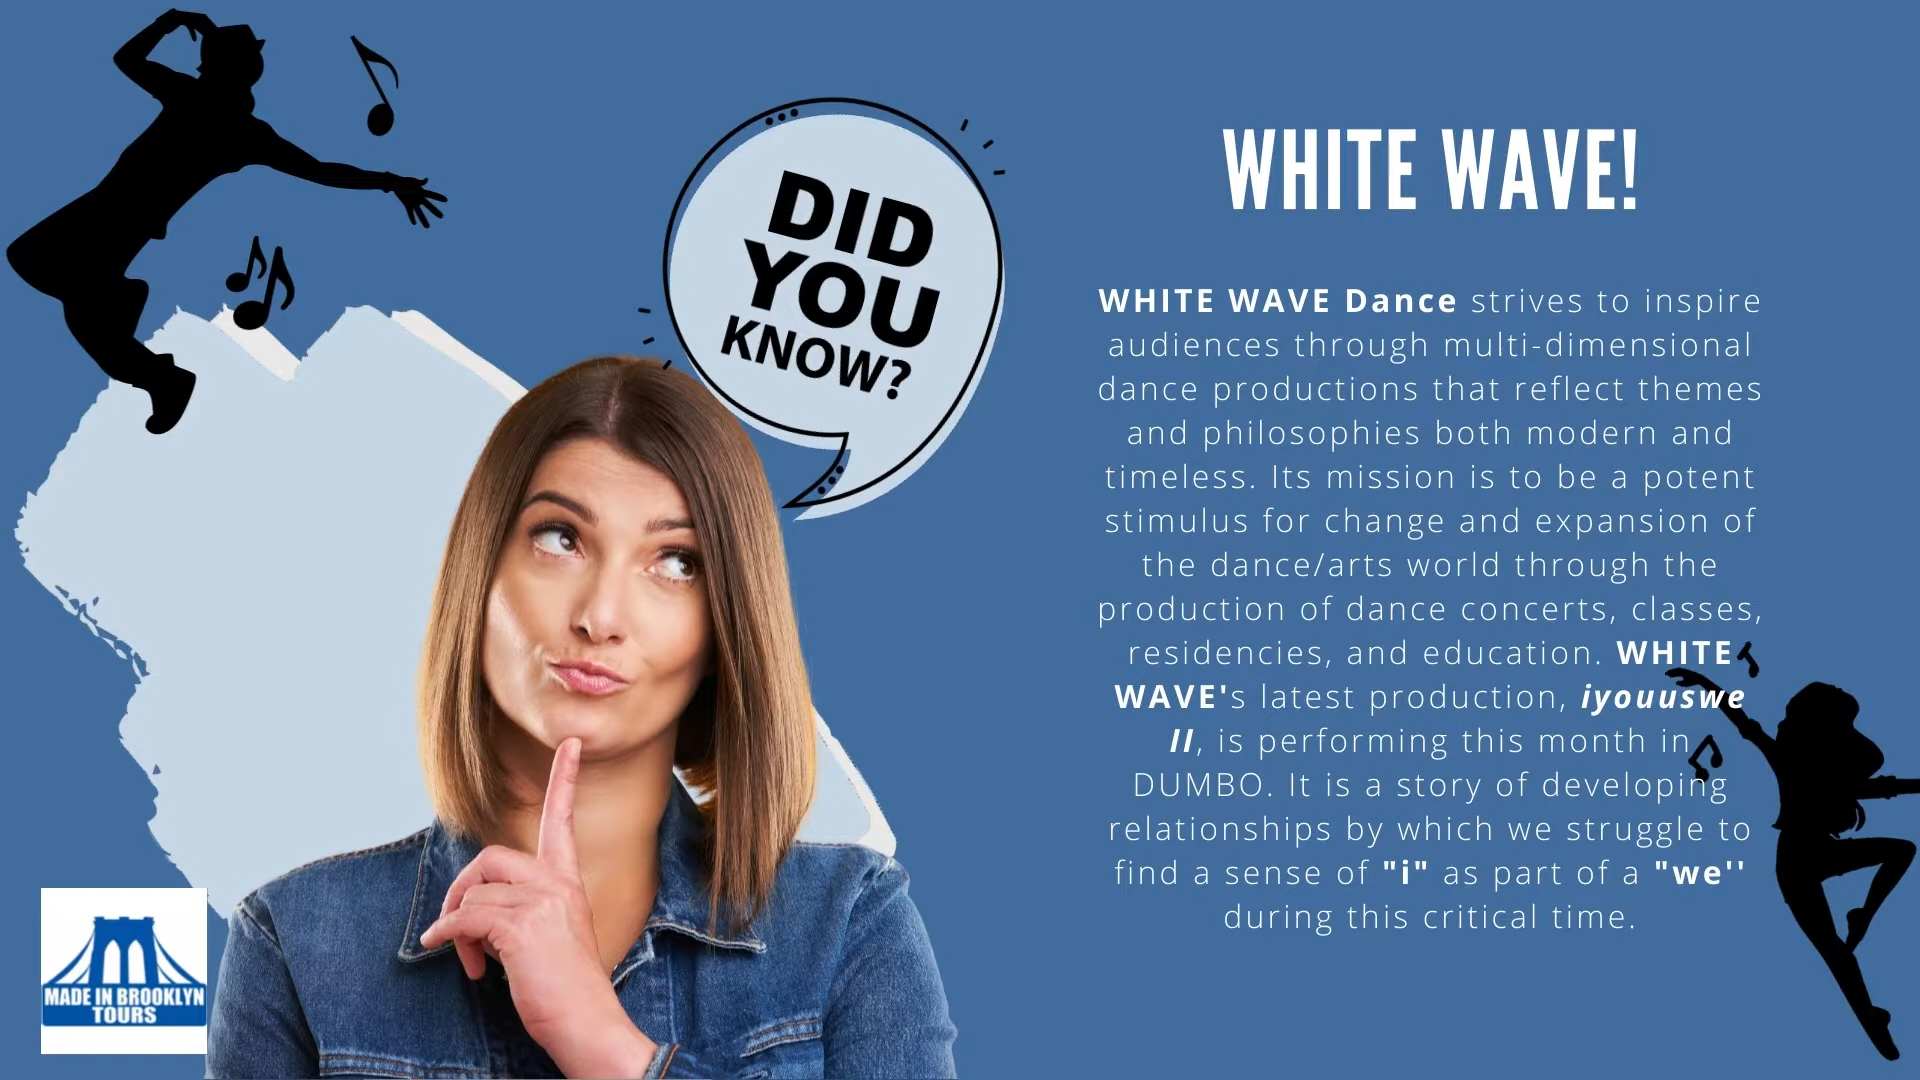 DID
YOU
KNOW?
WHITE WAVE!
WHITE WAVE Dance strives to inspire
audiences through multi-dimensional
dance productions that reflect themes
and philosophies both modern and
timeless. Its mission is to be a potent
stimulus for change and expansion of
the dance/arts world through the
production of dance concerts, classes,
residencies, and education. WHITE
WAVE's latest production, iyouuswe
II, is performing this month in
DUMBO. It is a story of developing
relationships by which we struggle to
find a sense of "i" as part of a "we''
during this critical time.
MADE IN BROOKLYN
TOURS